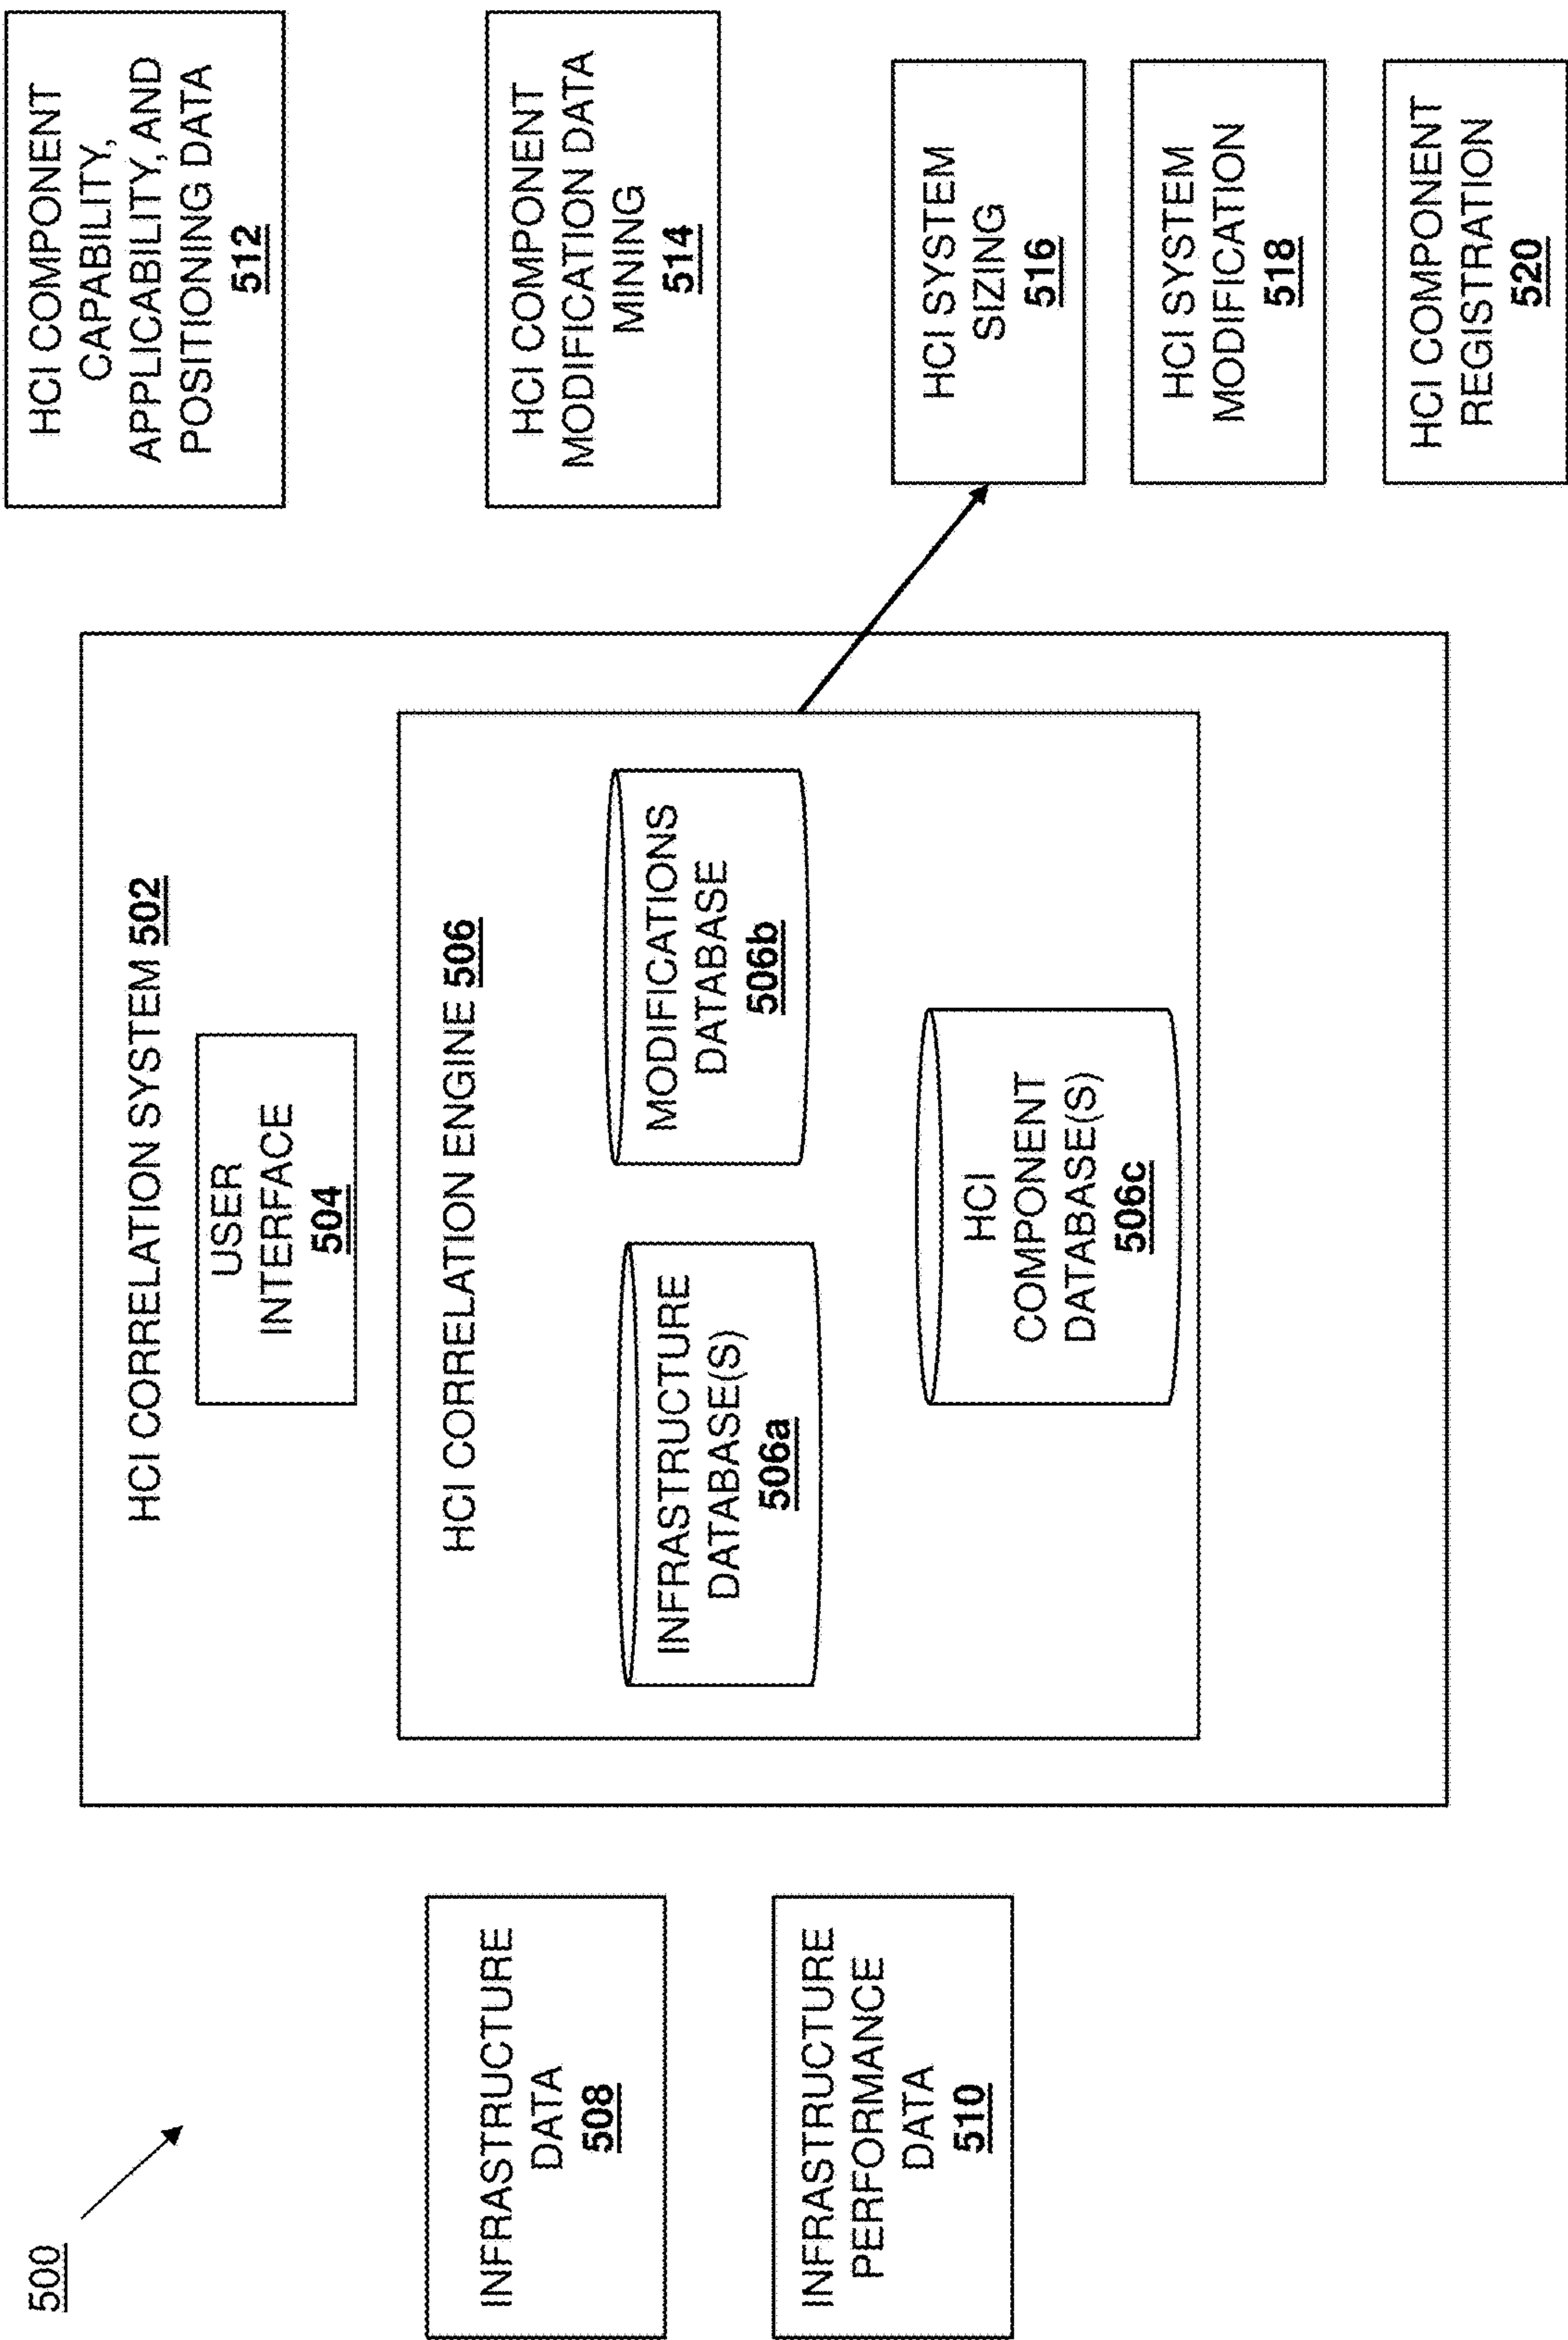 500
INFRASTRUCTURE
DATA
508
INFRASTRUCTURE
PERFORMANCE
DATA
510
HCI CORRELATION SYSTEM 502
USER
INTERFACE
504
HCI CORRELATION ENGINE 506
INFRASTRUCTURE
DATABASE(S)
506a
MODIFICATIONS
DATABASE
506b
HCI
COMPONENT
DATABASE(S)
506c
HCI COMPONENT
CAPABILITY,
APPLICABILITY, AND
POSITIONING DATA
512
HCI COMPONENT
MODIFICATION DATA
MINING
514
HCI SYSTEM
SIZING
516
HCI SYSTEM
MODIFICATION
518
HCI COMPONENT
REGISTRATION
520